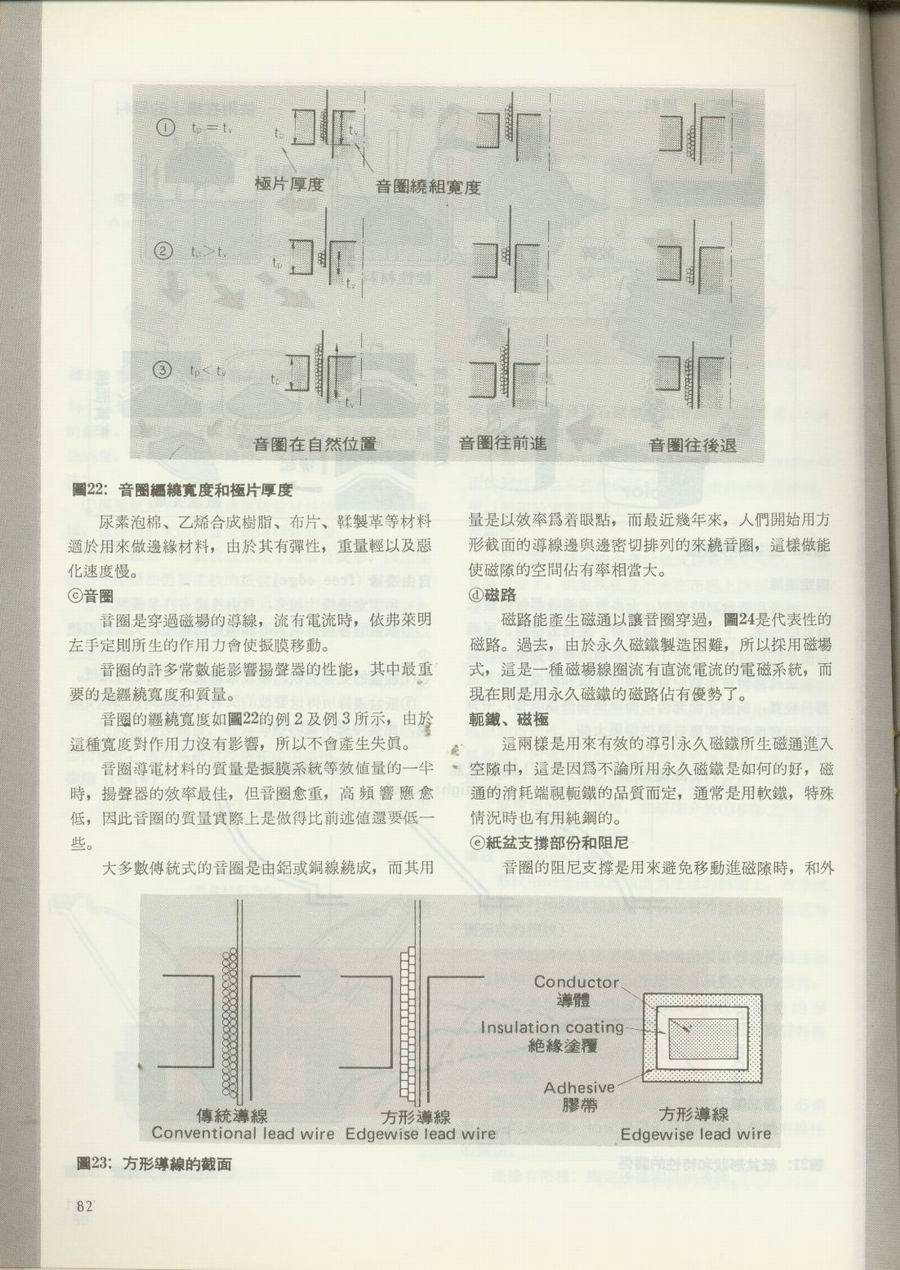 ① tp = tv
tp
tv
極片厚度
音圈繞組寬度
② tp > tv
tp
tv
③ tp < tv
tp
tv
音圈在自然位置
音圈往前進
音圈往後退
圖22: 音圈纒繞寬度和極片厚度
尿素泡棉、乙烯合成樹脂、布片、鞣製革等材料
適於用來做邊緣材料，由於其有彈性，重量輕以及惡
化速度慢。
ⓒ音圈
音圈是穿過磁場的導線，流有電流時，依弗來明
左手定則所生的作用力會使振膜移動。
音圈的許多常數能影響揚聲器的性能，其中最重
要的是纒繞寬度和質量。
音圈的纒繞寬度如圖22的例2及例3所示，由於
這種寬度對作用力沒有影響，所以不會產生失眞。
音圈導電材料的質量是振膜系統等效値量的一半
時，揚聲器的效率最佳，但音圈愈重，高頻響應愈
低，因此音圈的質量實際上是做得比前述値還要低一
些。
大多數傳統式的音圈是由鋁或銅線繞成，而其用
量是以效率爲着眼點，而最近幾年來，人們開始用方
形截面的導線邊與邊密切排列的來繞音圈，這樣做能
使磁隙的空間佔有率相當大。
ⓓ磁路
磁路能產生磁通以讓音圈穿過，圖24是代表性的
磁路。過去，由於永久磁鐵製造困難，所以採用磁場
式，這是一種磁場線圈流有直流電流的電磁系統，而
現在則是用永久磁鐵的磁路佔有優勢了。
軛鐵、磁極
這兩樣是用來有效的導引永久磁鐵所生磁通進入
空隙中，這是因爲不論所用永久磁鐵是如何的好，磁
通的消耗端視軛鐵的品質而定，通常是用軟鐵，特殊
情況時也有用純鋼的。
ⓔ紙盆支撐部份和阻尼
音圈的阻尼支撐是用來避免移動進磁隙時，和外
傳統導線
Conventional lead wire
方形導線
Edgewise lead wire
Conductor
導體
Insulation coating
絶緣塗覆
Adhesive
膠帶
方形導線
Edgewise lead wire
圖23: 方形導線的截面
82